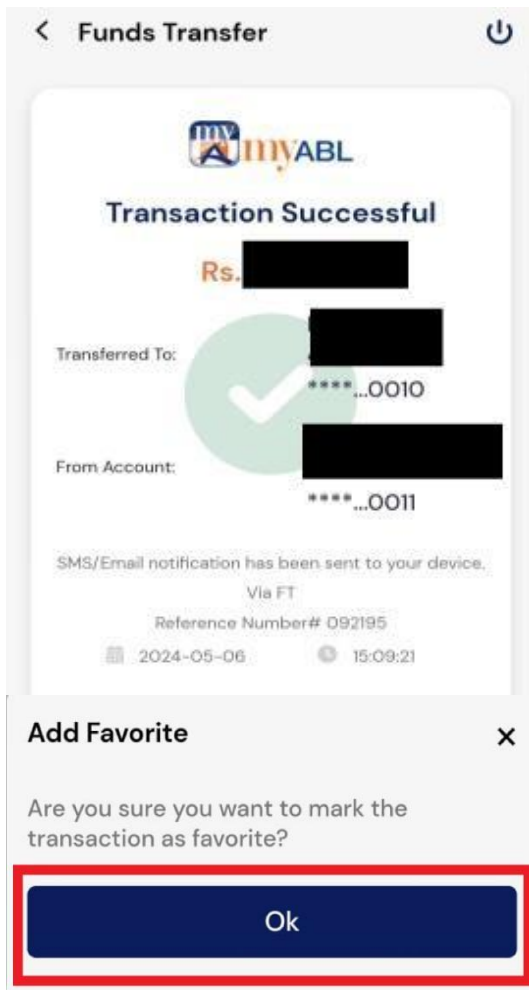 Funds Transfer
myABL
Transaction Successful
Rs.
Transferred To:
****...0010
From Account:
****...0011
SMS/Email notification has been sent to your device.
Via FT
Reference Number# 092195
2024-05-06 15:09:21
Add Favorite
Are you sure you want to mark the
transaction as favorite?
Ok